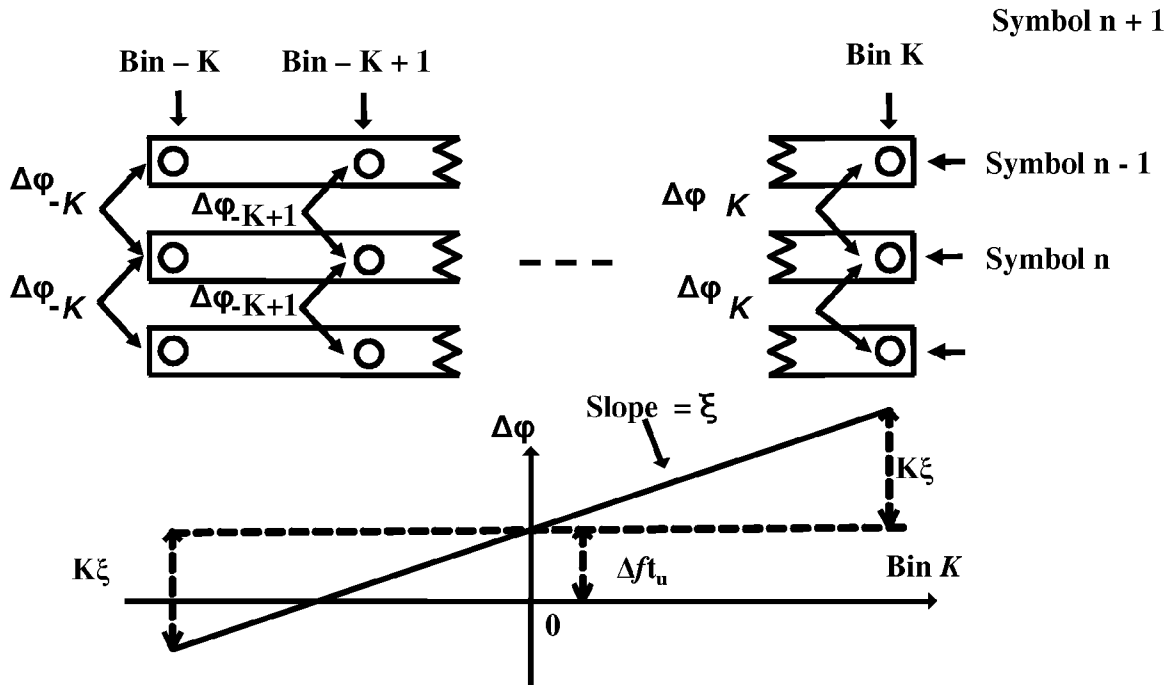 Symbol n + 1
Bin – K
Bin – K + 1
Bin K
Δφ
-K
Δφ-K+1
Δφ K
Symbol n - 1
Symbol n
Δφ
-K
Δφ-K+1
Δφ
K
Slope = ξ
Δφ
Kξ
Kξ
Δftu
Bin K
0